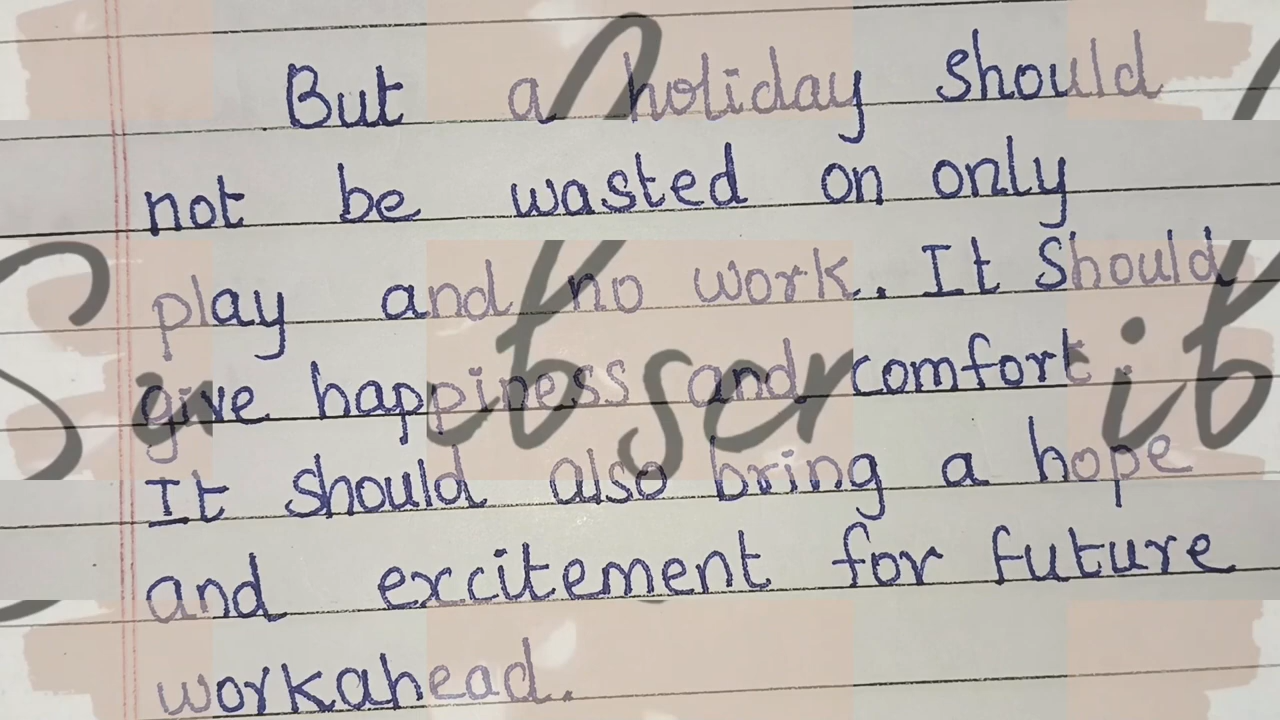 But a holiday should
not be wasted on only
play and no work. It should
give happiness and comfort.
It should also bring a hope
and excitement for future
workahead.